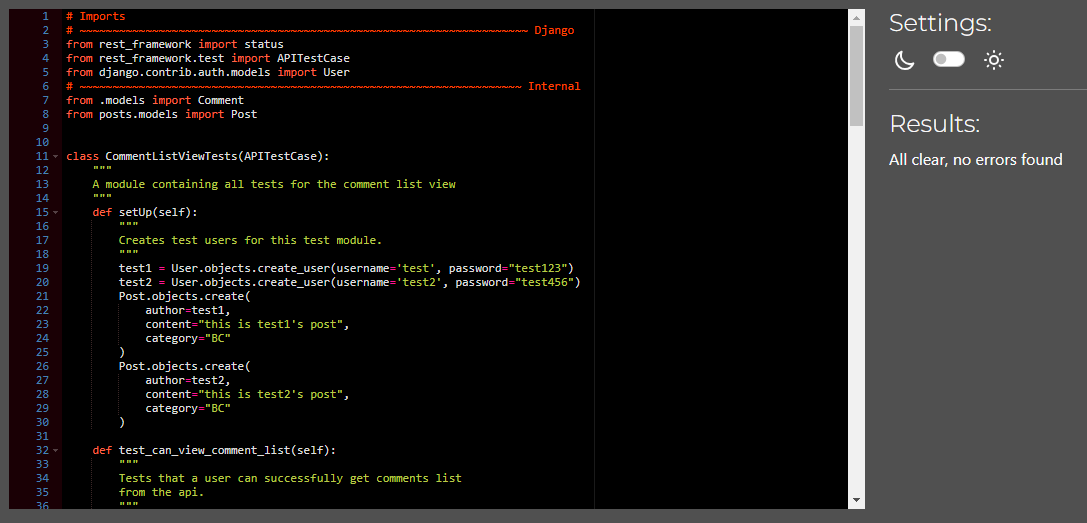 1 # Imports
2 # ~~~~~~~~~~~~~~~~~~~~~~~~~~~~~~~~~~~~~~~~~~~~~~~~~~~~~~~~~~~~~~~~~~~~ Django
3 from rest_framework import status
4 from rest_framework.test import APITestCase
5 from django.contrib.auth.models import User
6 # ~~~~~~~~~~~~~~~~~~~~~~~~~~~~~~~~~~~~~~~~~~~~~~~~~~~~~~~~~~~~~~~~~~~ Internal
7 from .models import Comment
8 from posts.models import Post
9
10
11 class CommentListViewTests(APITestCase):
12     """
13     A module containing all tests for the comment list view
14     """
15     def setUp(self):
16         """
17         Creates test users for this test module.
18         """
19         test1 = User.objects.create_user(username='test', password="test123")
20         test2 = User.objects.create_user(username='test2', password="test456")
21         Post.objects.create(
22             author=test1,
23             content="this is test1's post",
24             category="BC"
25         )
26         Post.objects.create(
27             author=test2,
28             content="this is test2's post",
29             category="BC"
30         )
31
32     def test_can_view_comment_list(self):
33         """
34         Tests that a user can successfully get comments list
35         from the api.
36         """
Settings:
Results:
All clear, no errors found